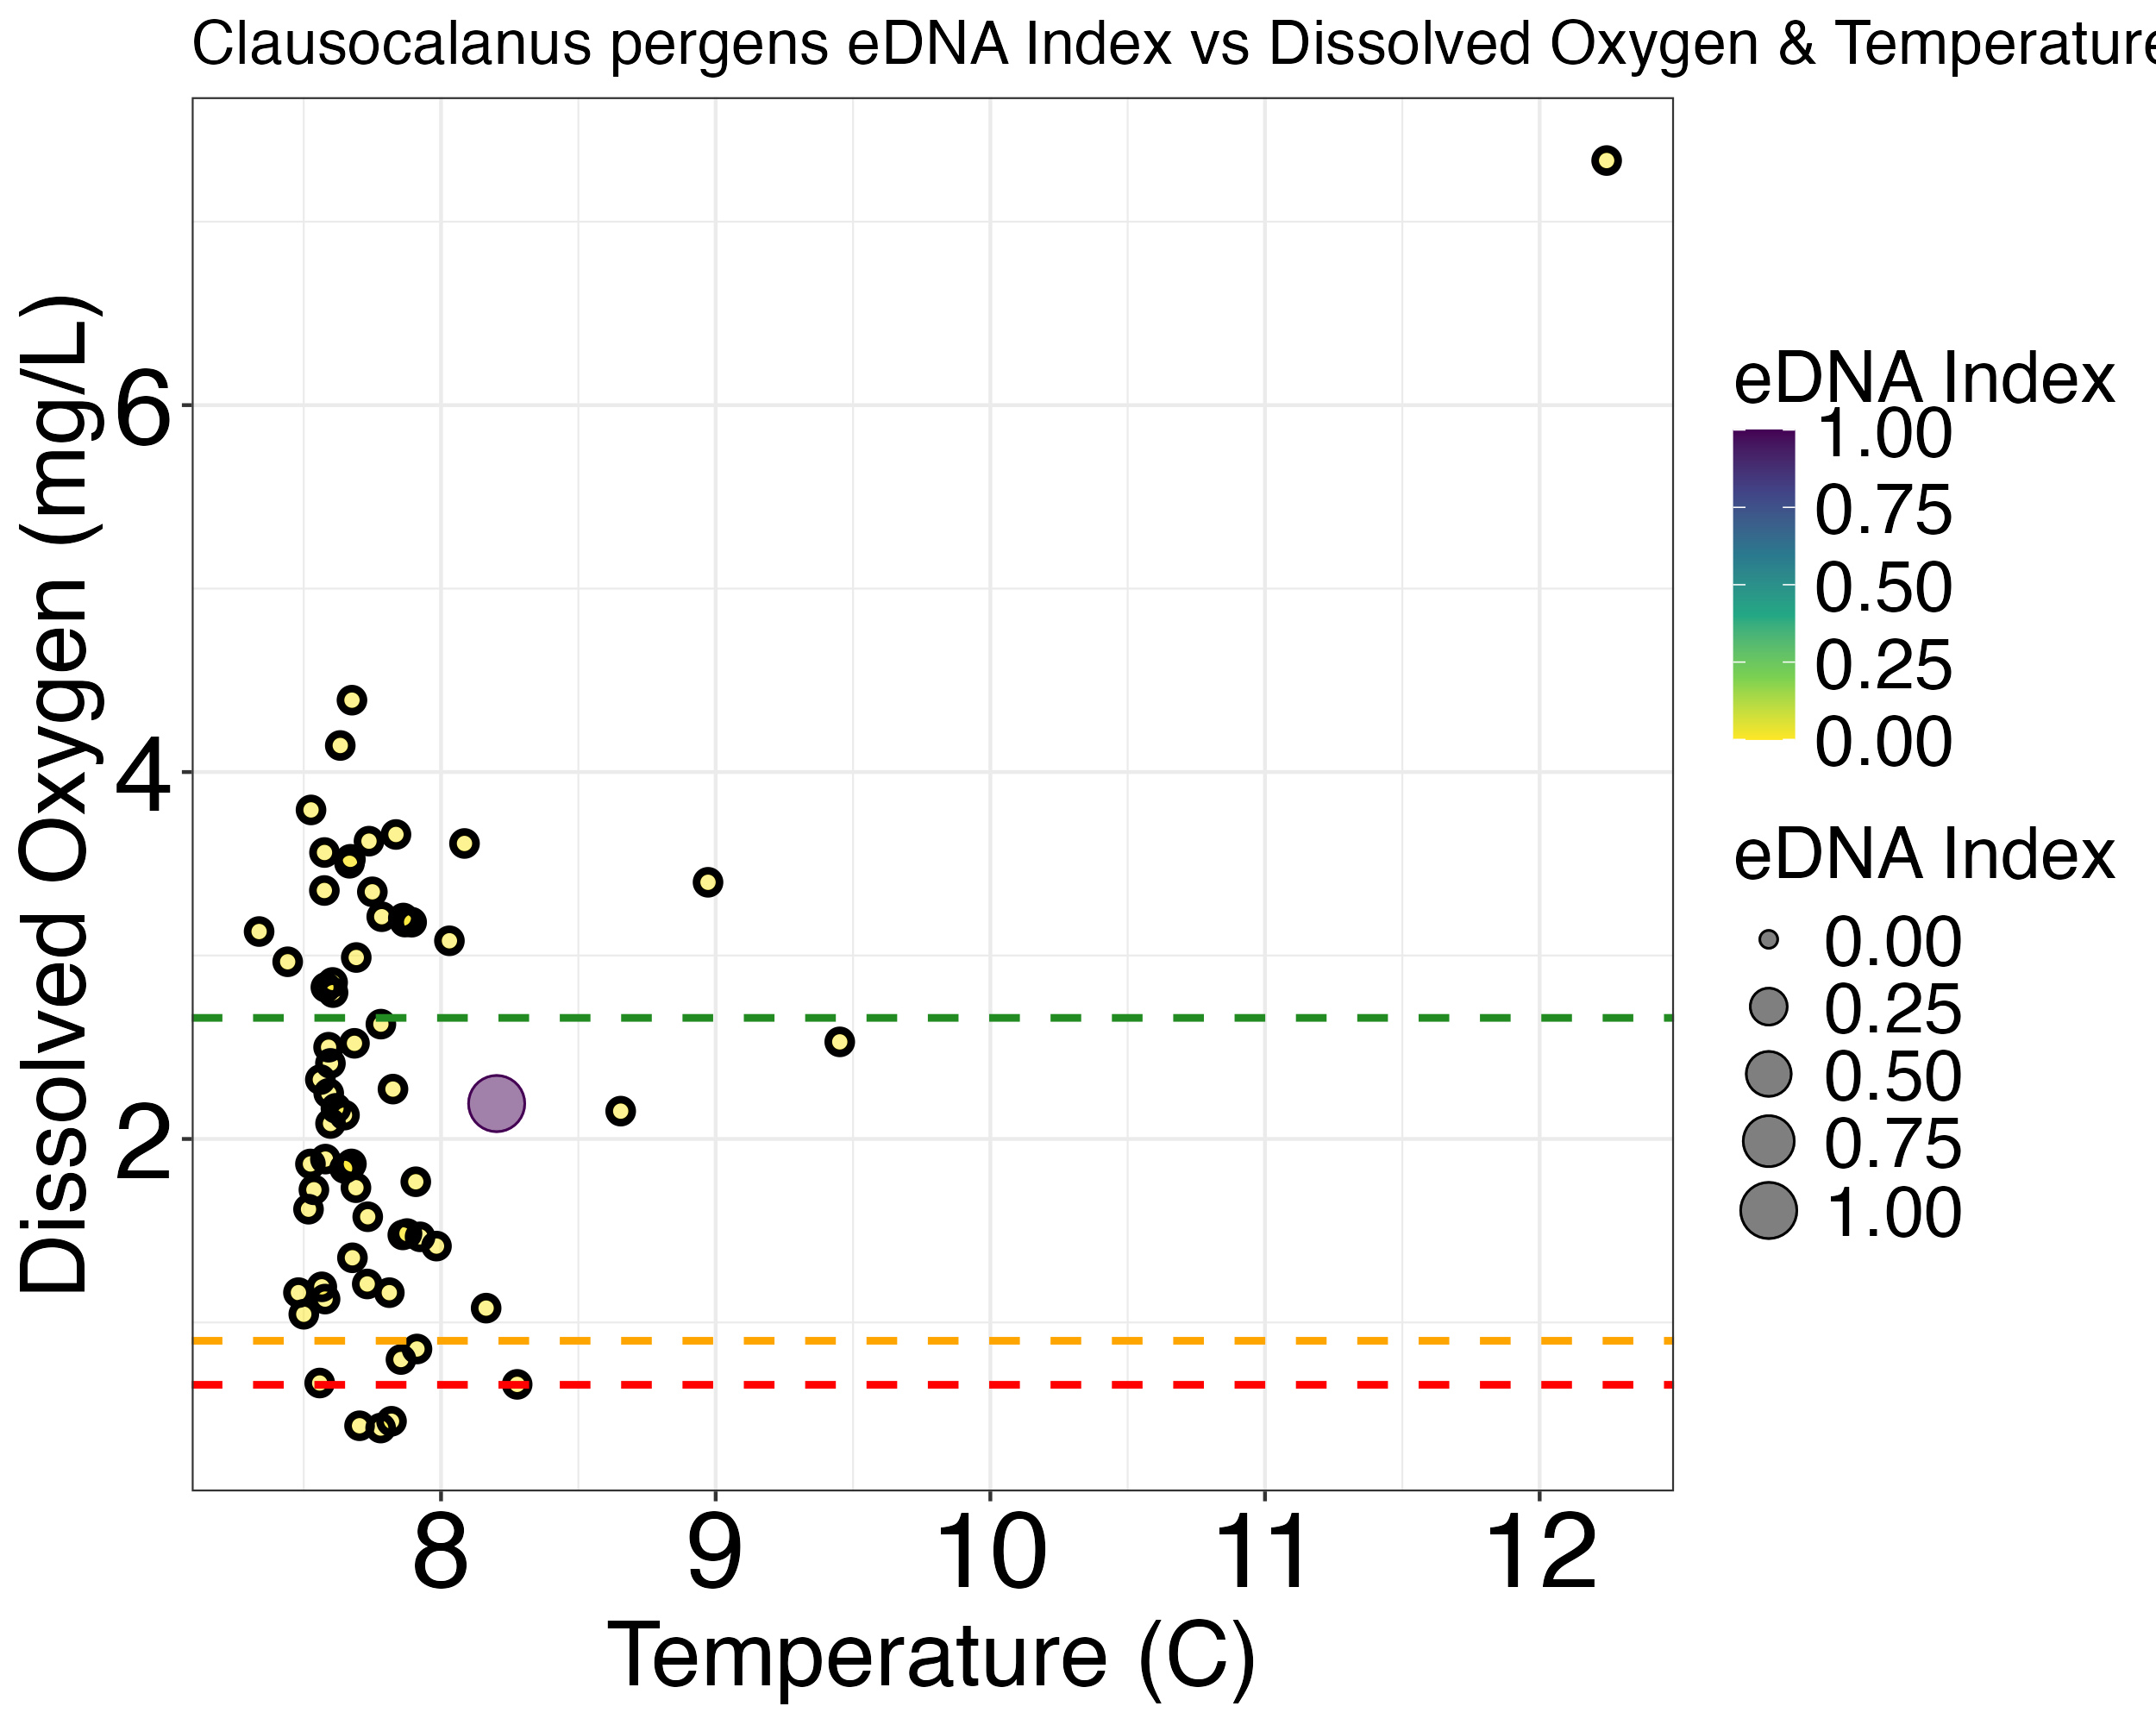 Clausocalanus pergens eDNA Index vs Dissolved Oxygen & Temperature
Dissolved Oxygen (mg/L)
6
4
2
8 9 10 11 12
Temperature (C)
eDNA Index
1.00
0.75
0.50
0.25
0.00
eDNA Index
0.00
0.25
0.50
0.75
1.00